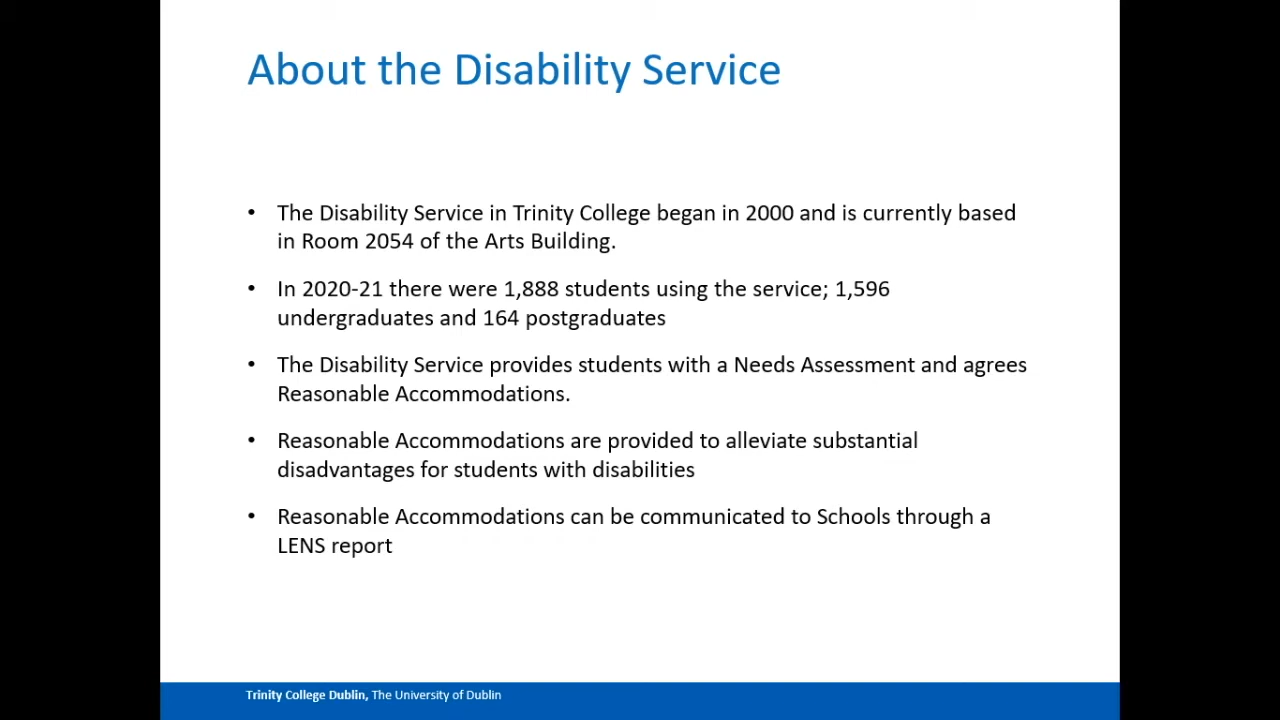 About the Disability Service
• The Disability Service in Trinity College began in 2000 and is currently based
in Room 2054 of the Arts Building.
• In 2020-21 there were 1,888 students using the service; 1,596
undergraduates and 164 postgraduates
• The Disability Service provides students with a Needs Assessment and agrees
Reasonable Accommodations.
• Reasonable Accommodations are provided to alleviate substantial
disadvantages for students with disabilities
• Reasonable Accommodations can be communicated to Schools through a
LENS report
Trinity College Dublin, The University of Dublin